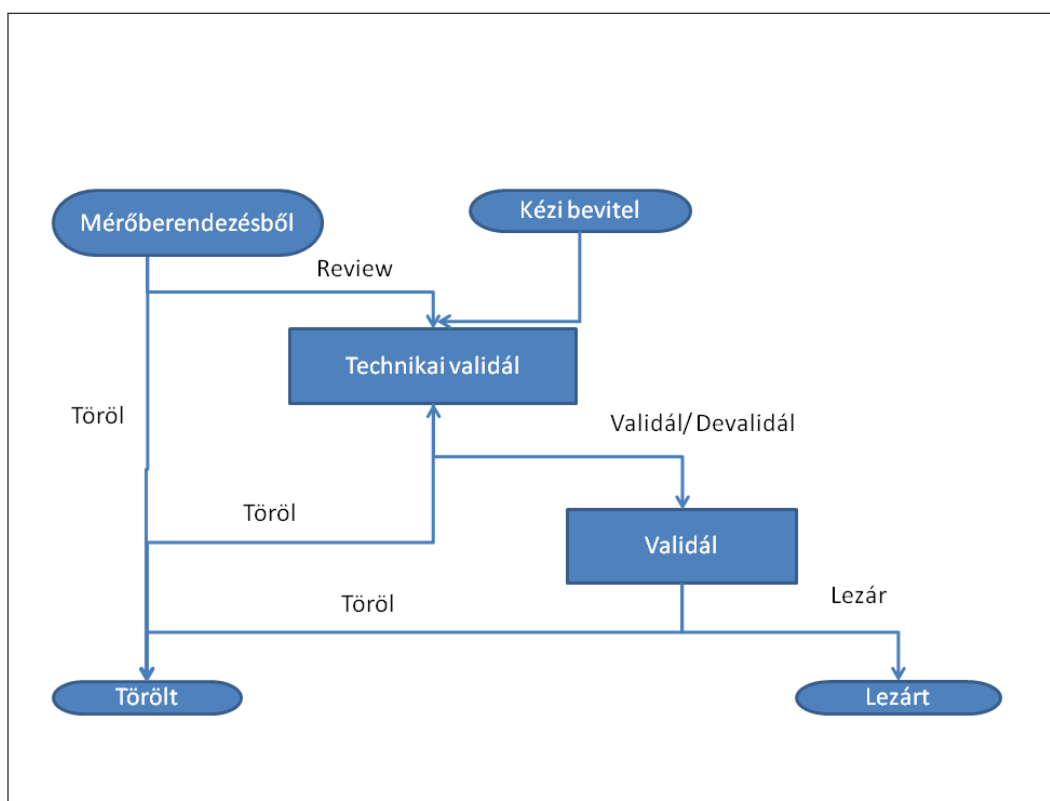 Mérőberendezésből
Kézi bevitel
Review
Technikai validál
Töröl
Validál/ Devalidál
Töröl
Validál
Töröl
Lezár
Törölt
Lezárt